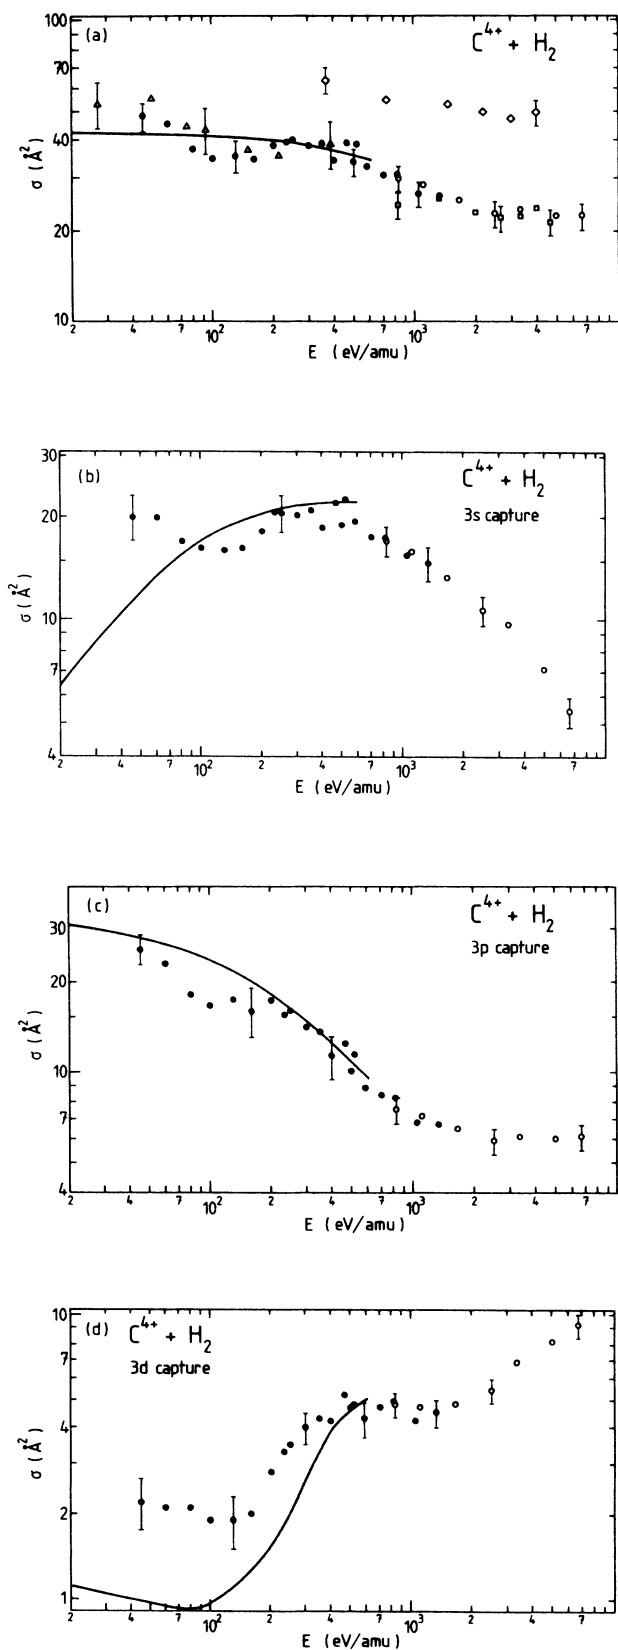 100
(a)
C⁴⁺ + H₂
70
40
σ (Å²)
20
10
2 4 7 10² 2 4 7 10³ 2 4 7
E (eV/amu)
30
(b)
C⁴⁺ + H₂
3s capture
20
σ (Å²)
10
7
4
2 4 7 10² 2 4 7 10³ 2 4 7
E (eV/amu)
(c)
C⁴⁺ + H₂
30
3p capture
20
σ (Å²)
10
7
4
2 4 7 10² 2 4 7 10³ 2 4 7
E (eV/amu)
10
(d)
C⁴⁺ + H₂
7
3d capture
4
σ (Å²)
2
1
2 4 7 10² 2 4 7 10³ 2 4 7
E (eV/amu)